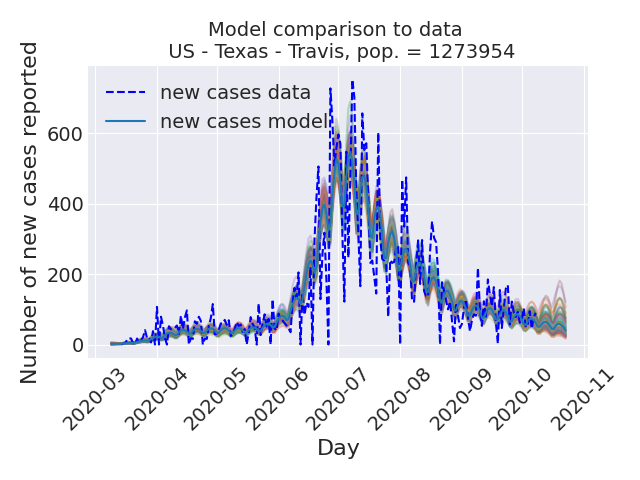 Model comparison to data
US - Texas - Travis, pop. = 1273954
Number of new cases reported
new cases data
new cases model
600
400
200
0
2020-03
2020-04
2020-05
2020-06
2020-07
2020-08
2020-09
2020-10
2020-11
Day